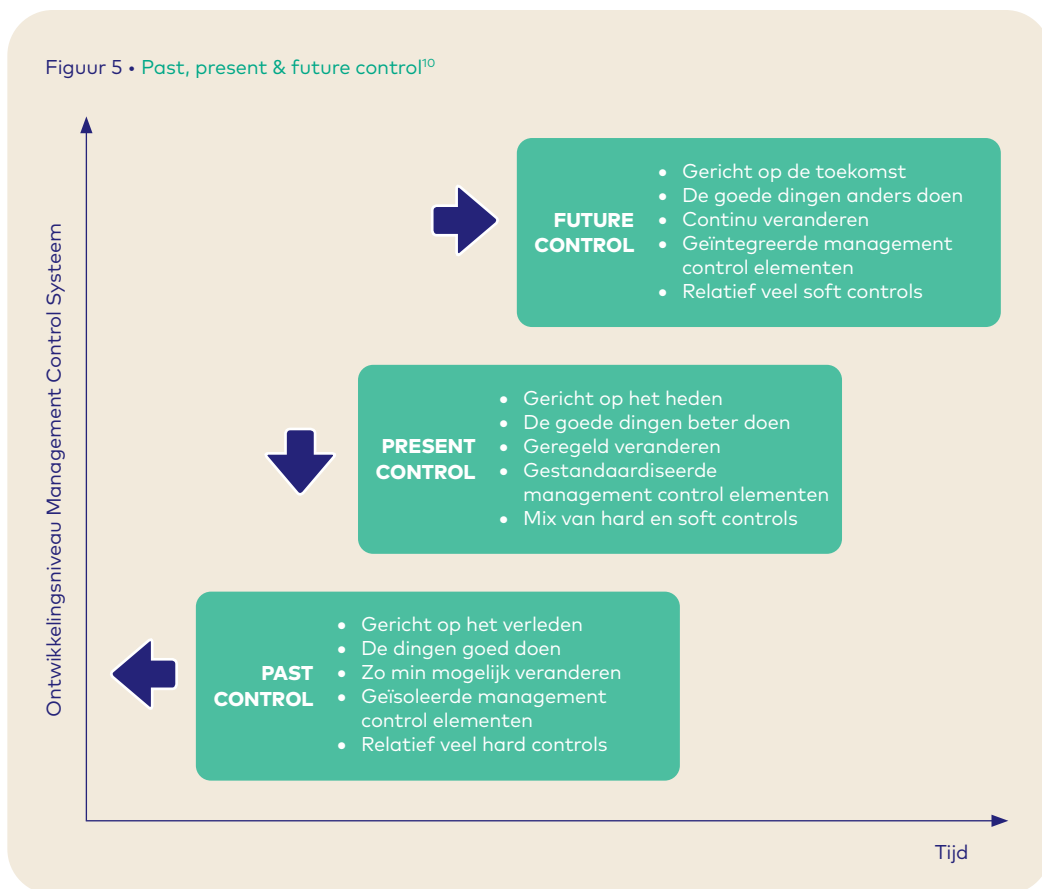 Figuur 5 • Past, present & future control¹⁰
Ontwikkelingsniveau Management Control Systeem
FUTURE
CONTROL
• Gericht op de toekomst
• De goede dingen anders doen
• Continu veranderen
• Geïntegreerde management
control elementen
• Relatief veel soft controls
PRESENT
CONTROL
• Gericht op het heden
• De goede dingen beter doen
• Geregeld veranderen
• Gestandaardiseerde
management control elementen
• Mix van hard en soft controls
PAST
CONTROL
• Gericht op het verleden
• De dingen goed doen
• Zo min mogelijk veranderen
• Geïsoleerde management
control elementen
• Relatief veel hard controls
Tijd